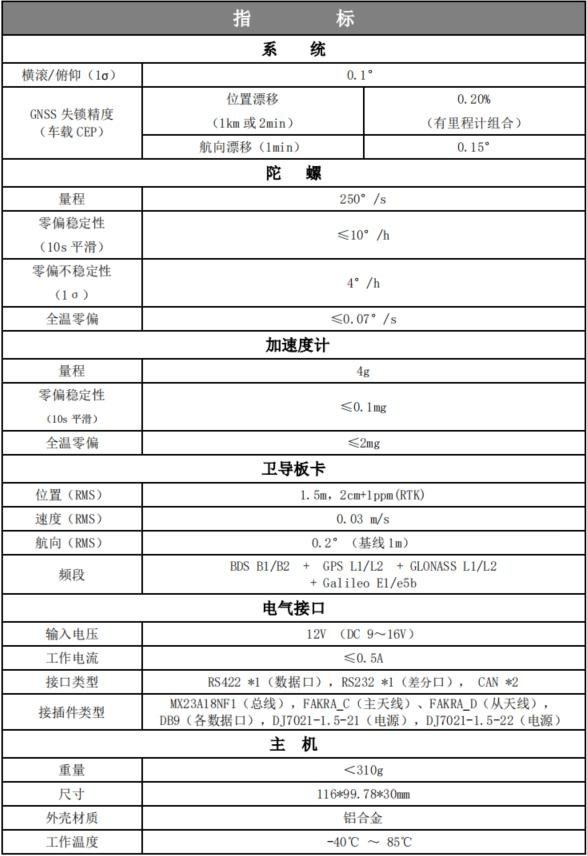 指 标
系 统
横滚/俯仰（1σ） 0.1°
GNSS 失锁精度
（车载 CEP）
位置漂移
（1km 或 2min）
0.20%
（有里程计组合）
航向漂移（1min） 0.15°
陀 螺
量程 250°/s
零偏稳定性
（10s 平滑）
≤10°/h
零偏不稳定性
（1σ）
4°/h
全温零偏 ≤0.07°/s
加速度计
量程 4g
零偏稳定性
（10s 平滑）
≤0.1mg
全温零偏 ≤2mg
卫导板卡
位置（RMS） 1.5m，2cm+1ppm(RTK)
速度（RMS） 0.03 m/s
航向（RMS） 0.2°（基线 1m）
频段
BDS B1/B2 + GPS L1/L2 + GLONASS L1/L2
+ Galileo E1/e5b
电气接口
输入电压 12V （DC 9～16V）
工作电流 ≤0.5A
接口类型 RS422 *1（数据口），RS232 *1（差分口）， CAN *2
接插件类型
MX23A18NF1（总线），FAKRA_C（主天线）、FAKRA_D（从天线），
DB9（各数据口），DJ7021-1.5-21（电源），DJ7021-1.5-22（电源）
主 机
重量 ＜310g
尺寸 116*99.78*30mm
外壳材质 铝合金
工作温度 -40℃ ～ 85℃